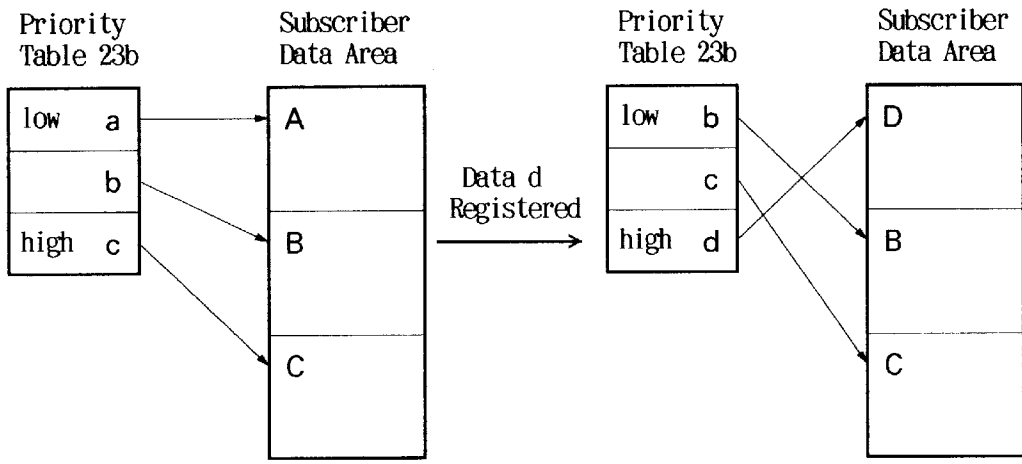 Priority
Table 23b
Subscriber
Data Area
low a
b
high c
A
B
C
Data d
Registered
Priority
Table 23b
Subscriber
Data Area
low b
c
high d
D
B
C